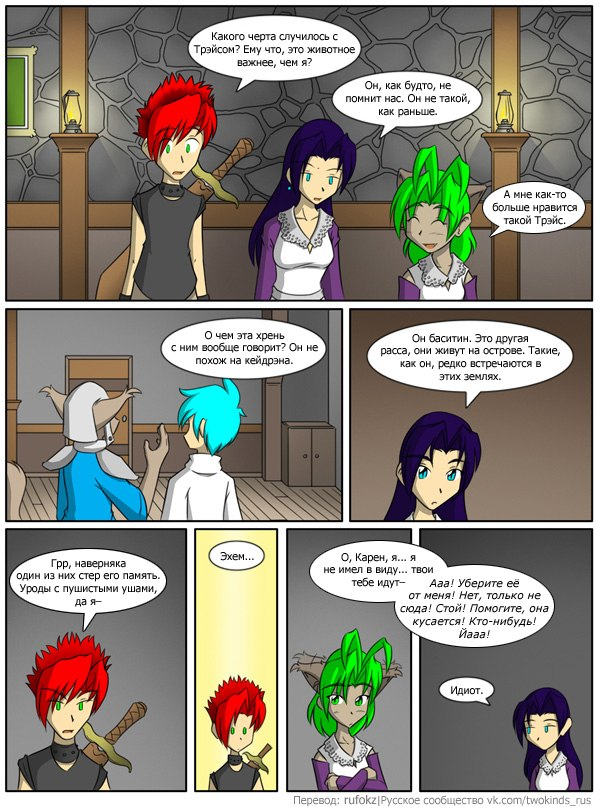 Какого черта случилось с
Трэйсом? Ему что, это животное
важнее, чем я?
Он, как будто, не
помнит нас. Он не такой,
как раньше.
А мне как-то
больше нравится
такой Трэйс.
О чем эта хрень
с ним вообще говорит? Он не
похож на кейдрэна.
Он баситин. Это другая
раса, они живут на острове. Такие,
как он, редко встречаются в
этих землях.
Грр, наверняка
один из них стер его память.
Уроды с пушистыми ушами,
да я–
Эхем...
О, Карен, я... я
не имел в виду... твои
тебе идут–
Ааа! Уберите её
от меня! Нет, только не
сюда! Стой! Помогите, она
кусается! Кто-нибудь!
Йааа!
Идиот.
Перевод: rufokz|Русское сообщество vk.com/twokinds_rus